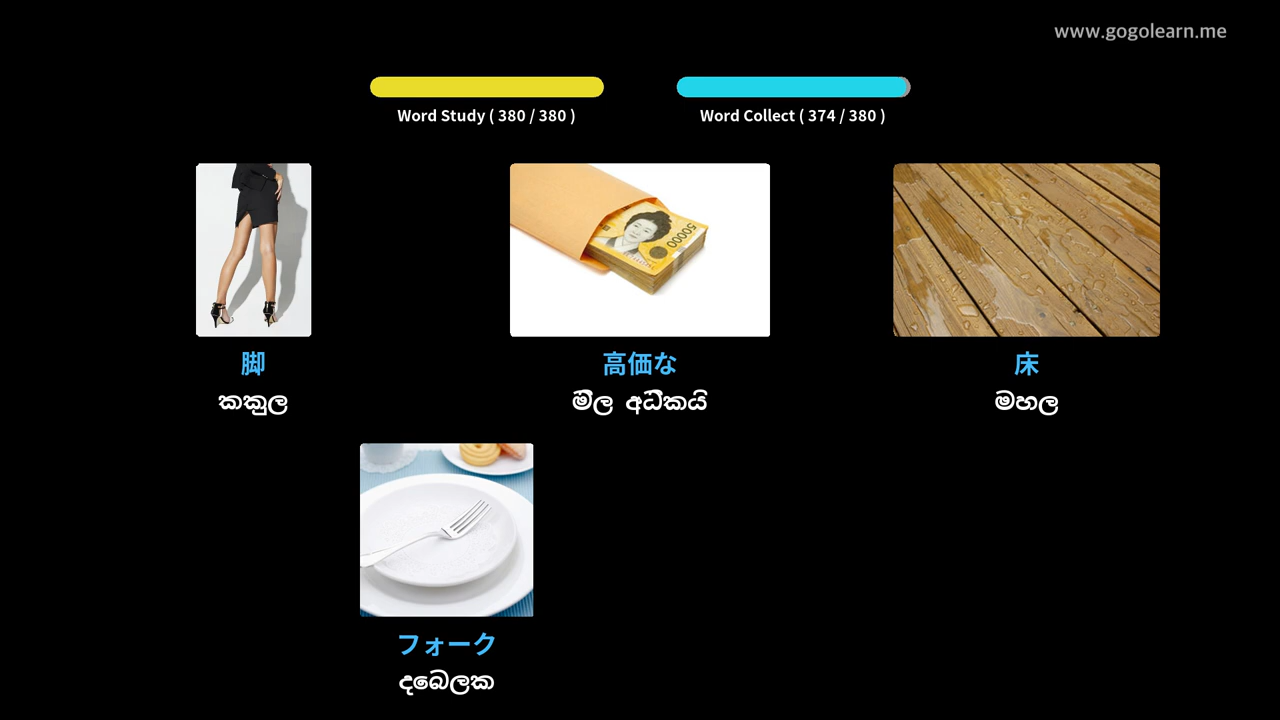 www.gogolearn.me
Word Study ( 380 / 380 )
Word Collect ( 374 / 380 )
50000
脚
කකුල
高価な
මිල අධිකයි
床
මහල
フォーク
දබෙලක